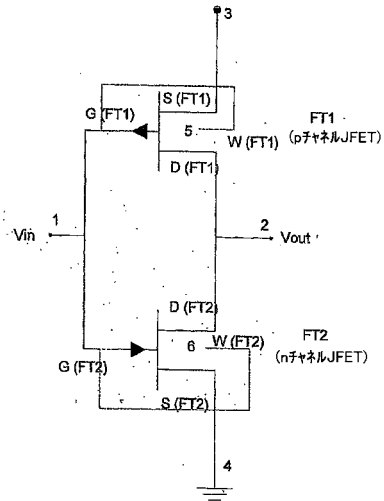 3
S (FT1)
G (FT1)
5
FT1
W (FT1)
(pチャネルJFET)
D (FT1)
1
2
Vin
Vout
D (FT2)
6
W (FT2)
FT2
(nチャネルJFET)
G (FT2)
S (FT2)
4